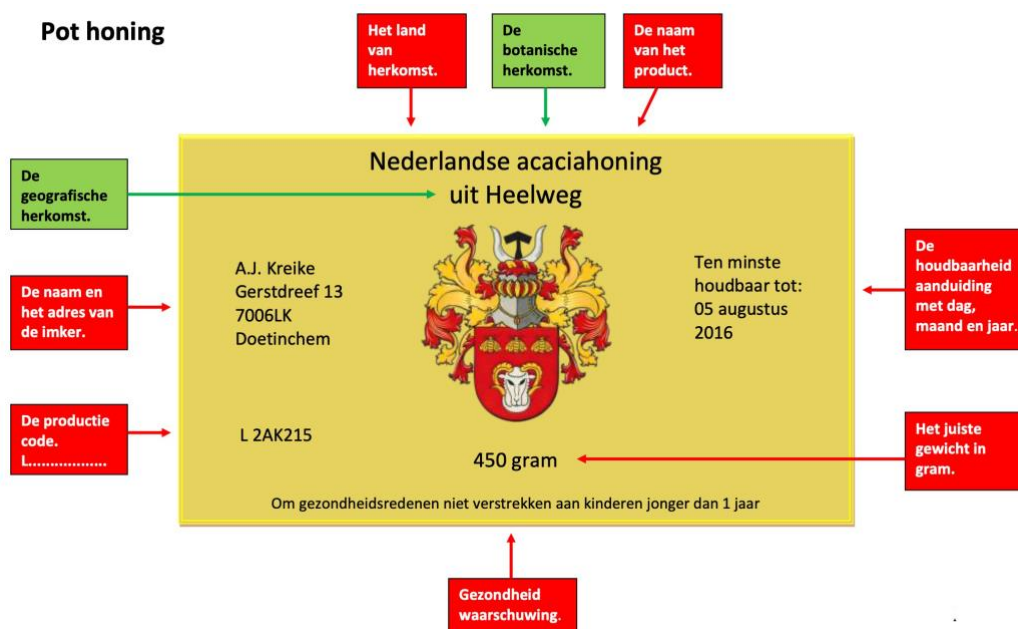 Pot honing
Het land
van
herkomst.
De
botanische
herkomst.
De naam
van het
product.
De
geografische
herkomst.
Nederlandse acaciahoning
uit Heelweg
De naam en
het adres van
de imker.
A.J. Kreike
Gerstdreef 13
7006LK
Doetinchem
Ten minste
houdbaar tot:
05 augustus
2016
De
houdbaarheid
aanduiding
met dag,
maand en jaar.
De productie
code.
L..................
L 2AK215
450 gram
Het juiste
gewicht in
gram.
Om gezondheidsredenen niet verstrekken aan kinderen jonger dan 1 jaar
Gezondheid
waarschuwing.
.